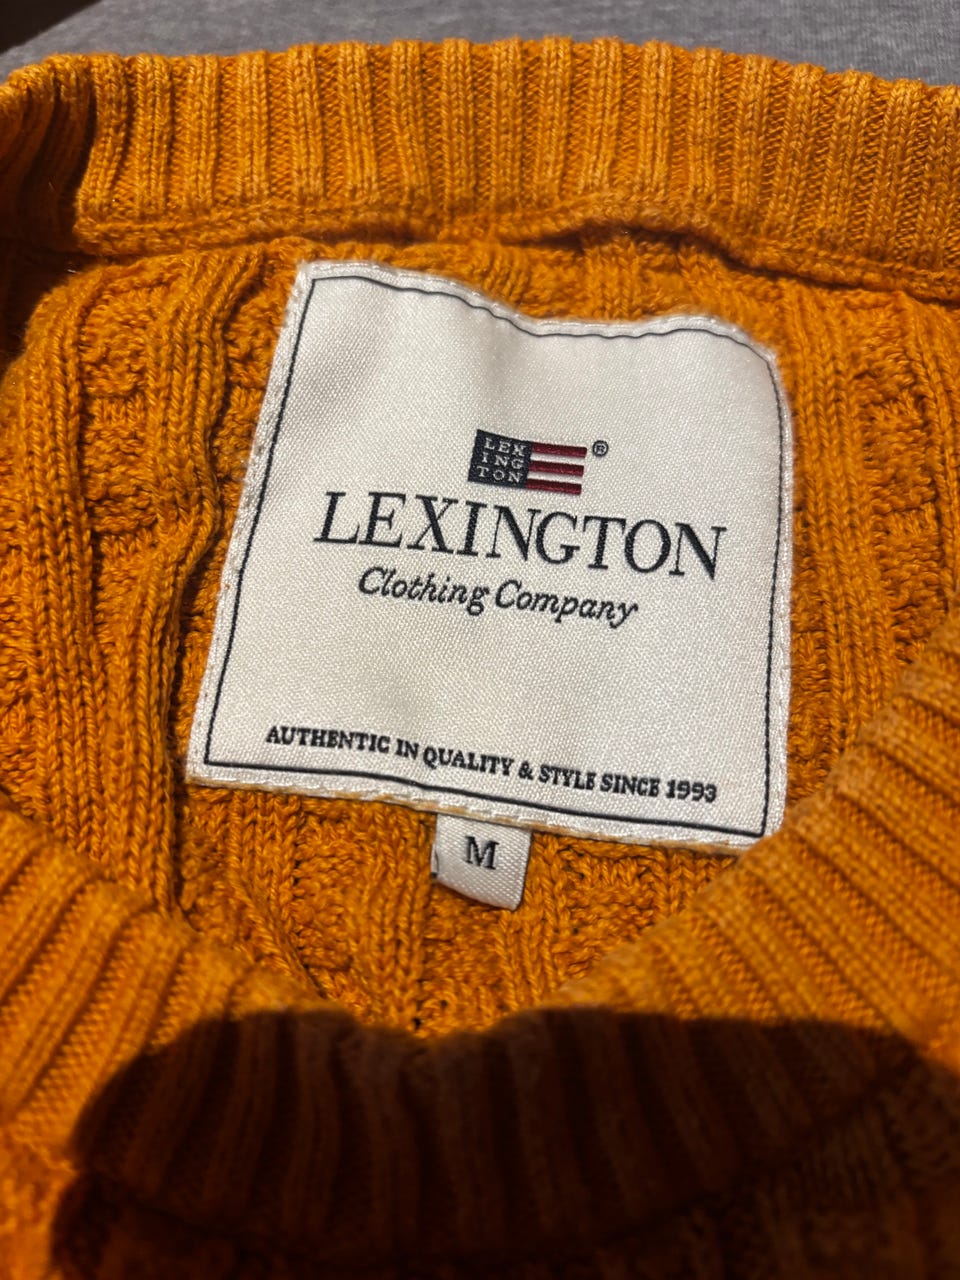 LEX
ING
TON
®
LEXINGTON
Clothing Company
AUTHENTIC IN QUALITY & STYLE SINCE 1993
M